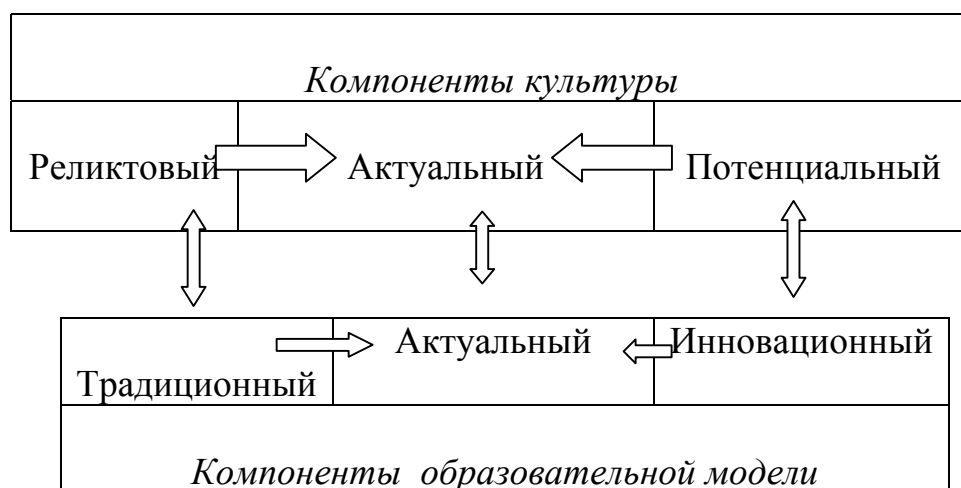 Компоненты культуры
Реликтовый Актуальный Потенциальный
Актуальный Инновационный
Традиционный
Компоненты образовательной модели